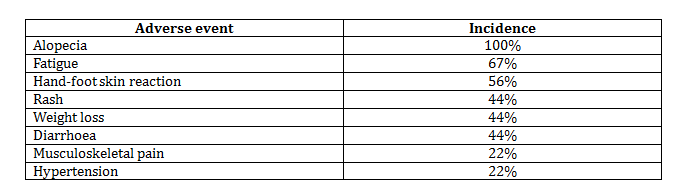 Adverse event Incidence
Alopecia 100%
Fatigue 67%
Hand-foot skin reaction 56%
Rash 44%
Weight loss 44%
Diarrhoea 44%
Musculoskeletal pain 22%
Hypertension 22%